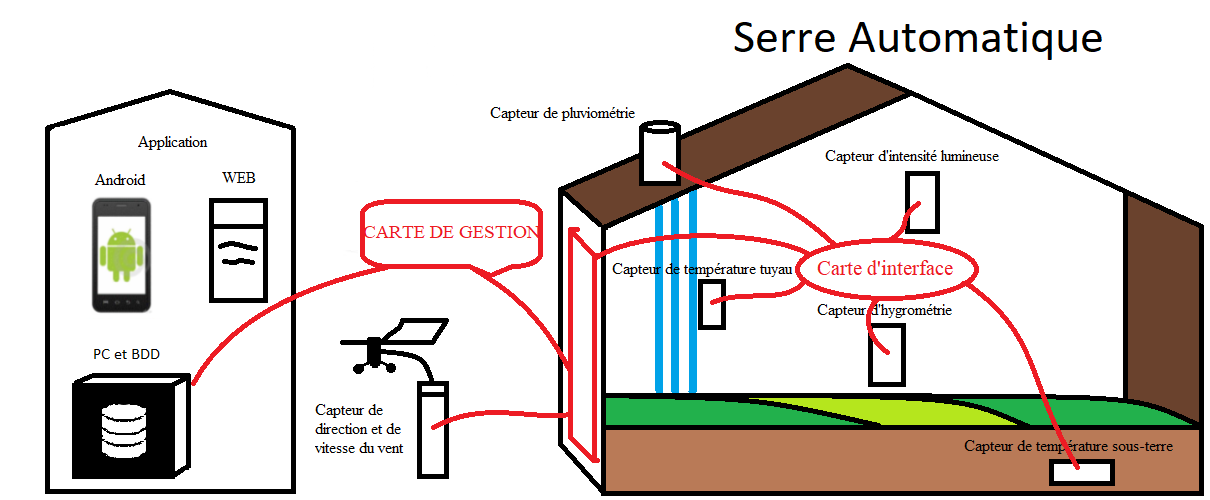 Serre Automatique
Application
Android
WEB
PC et BDD
CARTE DE GESTION
Capteur de
direction et de
vitesse du vent
Capteur de pluviométrie
Capteur d'intensité lumineuse
Capteur de température tuyau
Carte d'interface
Capteur d'hygrométrie
Capteur de température sous-terre